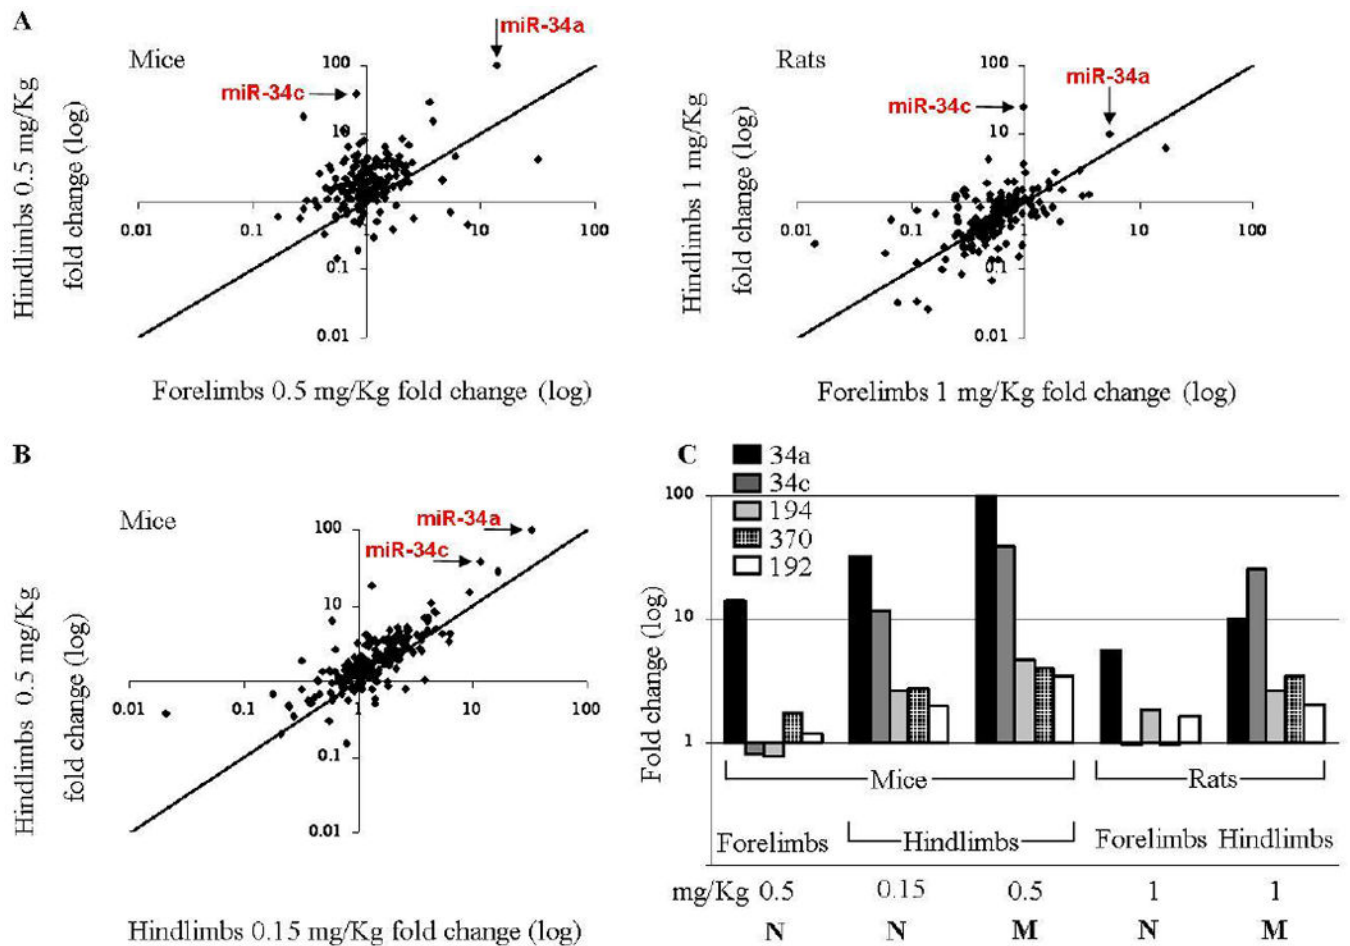 A
Mice
miR-34a
miR-34c
100
10
1
0.1
0.01
0.01
0.1
10
100
Hindlimbs 0.5 mg/Kg
fold change (log)
Forelimbs 0.5 mg/Kg fold change (log)
Rats
miR-34a
miR-34c
100
10
1
0.1
0.01
0.01
0.1
10
100
Hindlimbs 1 mg/Kg
fold change (log)
Forelimbs 1 mg/Kg fold change (log)
B
Mice
miR-34a
miR-34c
100
10
1
0.1
0.01
0.01
0.1
10
100
Hindlimbs 0.5 mg/Kg
fold change (log)
Hindlimbs 0.15 mg/Kg fold change (log)
C
34a
34c
194
370
192
100
10
1
Fold change (log)
Mice
Rats
Forelimbs
Hindlimbs
Forelimbs
Hindlimbs
mg/Kg 0.5 0.15 0.5 1 1
N N M N M